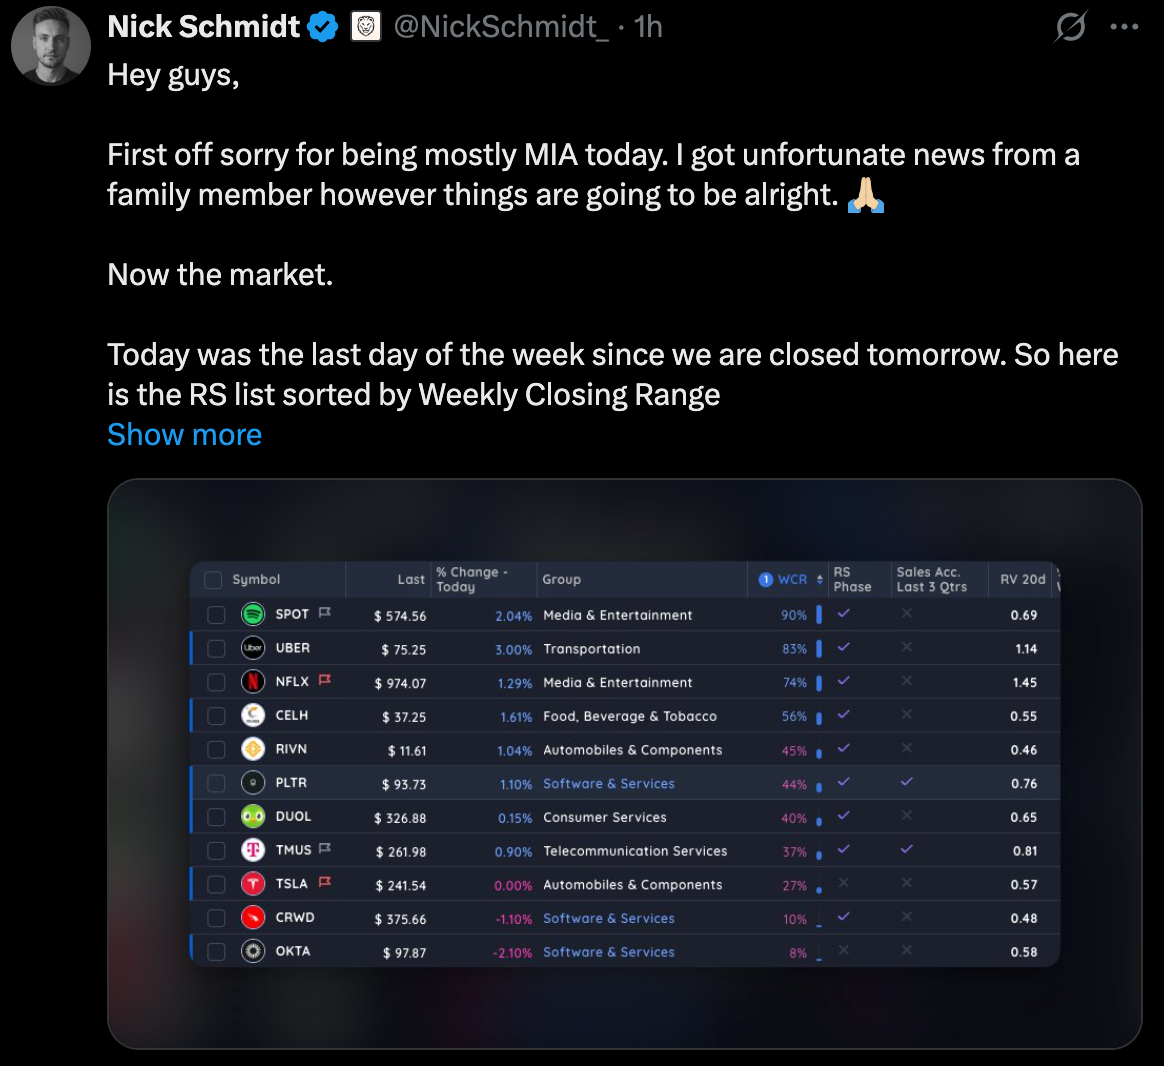 Nick Schmidt @NickSchmidt_ · 1h
Hey guys,
First off sorry for being mostly MIA today. I got unfortunate news from a
family member however things are going to be alright. 🙏🏻
Now the market.
Today was the last day of the week since we are closed tomorrow. So here
is the RS list sorted by Weekly Closing Range
Show more
Symbol Last % Change - Today Group 1 WCR RS Phase Sales Acc. Last 3 Qtrs RV 20d
SPOT $ 574.56 2.04% Media & Entertainment 90% 0.69
Uber UBER $ 75.25 3.00% Transportation 83% 1.14
N NFLX $ 974.07 1.29% Media & Entertainment 74% 1.45
CELH $ 37.25 1.61% Food, Beverage & Tobacco 56% 0.55
RIVN $ 11.61 1.04% Automobiles & Components 45% 0.46
PLTR $ 93.73 1.10% Software & Services 44% 0.76
DUOL $ 326.88 0.15% Consumer Services 40% 0.65
T TMUS $ 261.98 0.90% Telecommunication Services 37% 0.81
TSLA $ 241.54 0.00% Automobiles & Components 27% 0.57
CRWD $ 375.66 -1.10% Software & Services 10% 0.48
OKTA $ 97.87 -2.10% Software & Services 8% 0.58